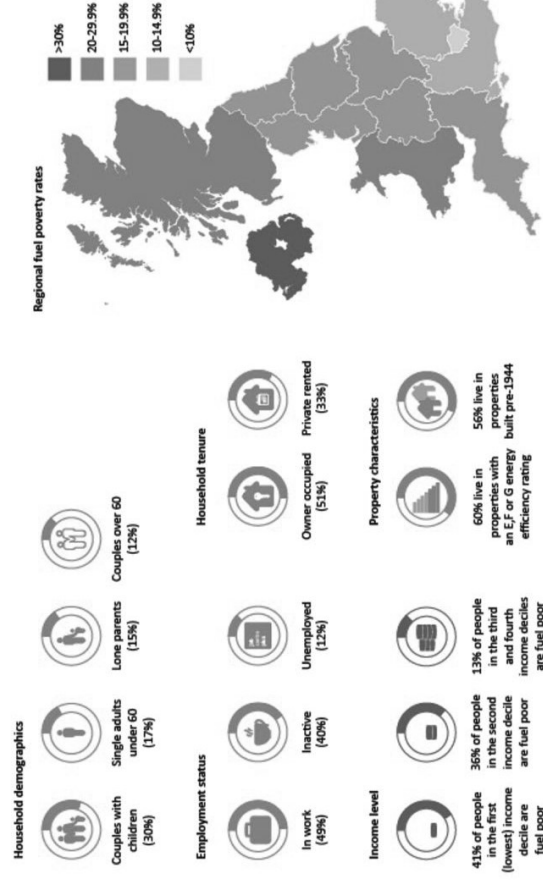 Household demographics
Couples with
children
(30%)
Single adults
under 60
(17%)
Lone parents
(15%)
Couples over 60
(12%)
Employment status
In work
(49%)
Inactive
(40%)
Unemployed
(12%)
Household tenure
Owner occupied
(51%)
Private rented
(33%)
Income level
41% of people
in the first
(lowest) income
decile are
fuel poor
36% of people
in the second
income decile
are fuel poor
13% of people
in the third
and fourth
income deciles
are fuel poor
Property characteristics
60% live in
properties with
an E,F or G energy
efficiency rating
56% live in
properties
built pre-1944
Regional fuel poverty rates
>30%
20-29.9%
15-19.9%
10-14.9%
<10%